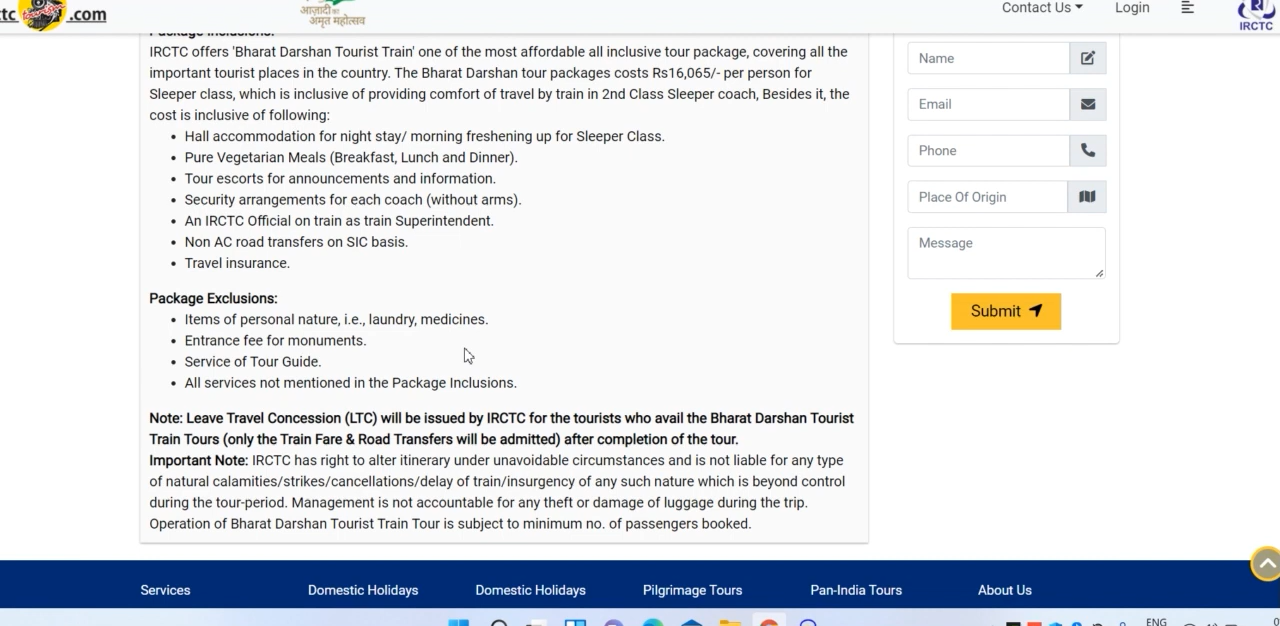 tc
.com
आज़ादी का
अमृत महोत्सव
Contact Us
Login
IRCTC
Package Inclusions:
IRCTC offers 'Bharat Darshan Tourist Train' one of the most affordable all inclusive tour package, covering all the
important tourist places in the country. The Bharat Darshan tour packages costs Rs16,065/- per person for
Sleeper class, which is inclusive of providing comfort of travel by train in 2nd Class Sleeper coach, Besides it, the
cost is inclusive of following:
• Hall accommodation for night stay/ morning freshening up for Sleeper Class.
• Pure Vegetarian Meals (Breakfast, Lunch and Dinner).
• Tour escorts for announcements and information.
• Security arrangements for each coach (without arms).
• An IRCTC Official on train as train Superintendent.
• Non AC road transfers on SIC basis.
• Travel insurance.
Package Exclusions:
• Items of personal nature, i.e., laundry, medicines.
• Entrance fee for monuments.
• Service of Tour Guide.
• All services not mentioned in the Package Inclusions.
Note: Leave Travel Concession (LTC) will be issued by IRCTC for the tourists who avail the Bharat Darshan Tourist
Train Tours (only the Train Fare & Road Transfers will be admitted) after completion of the tour.
Important Note: IRCTC has right to alter itinerary under unavoidable circumstances and is not liable for any type
of natural calamities/strikes/cancellations/delay of train/insurgency of any such nature which is beyond control
during the tour-period. Management is not accountable for any theft or damage of luggage during the trip.
Operation of Bharat Darshan Tourist Train Tour is subject to minimum no. of passengers booked.
Name
Email
Phone
Place Of Origin
Message
Submit
Services
Domestic Holidays
Domestic Holidays
Pilgrimage Tours
Pan-India Tours
About Us
ENG